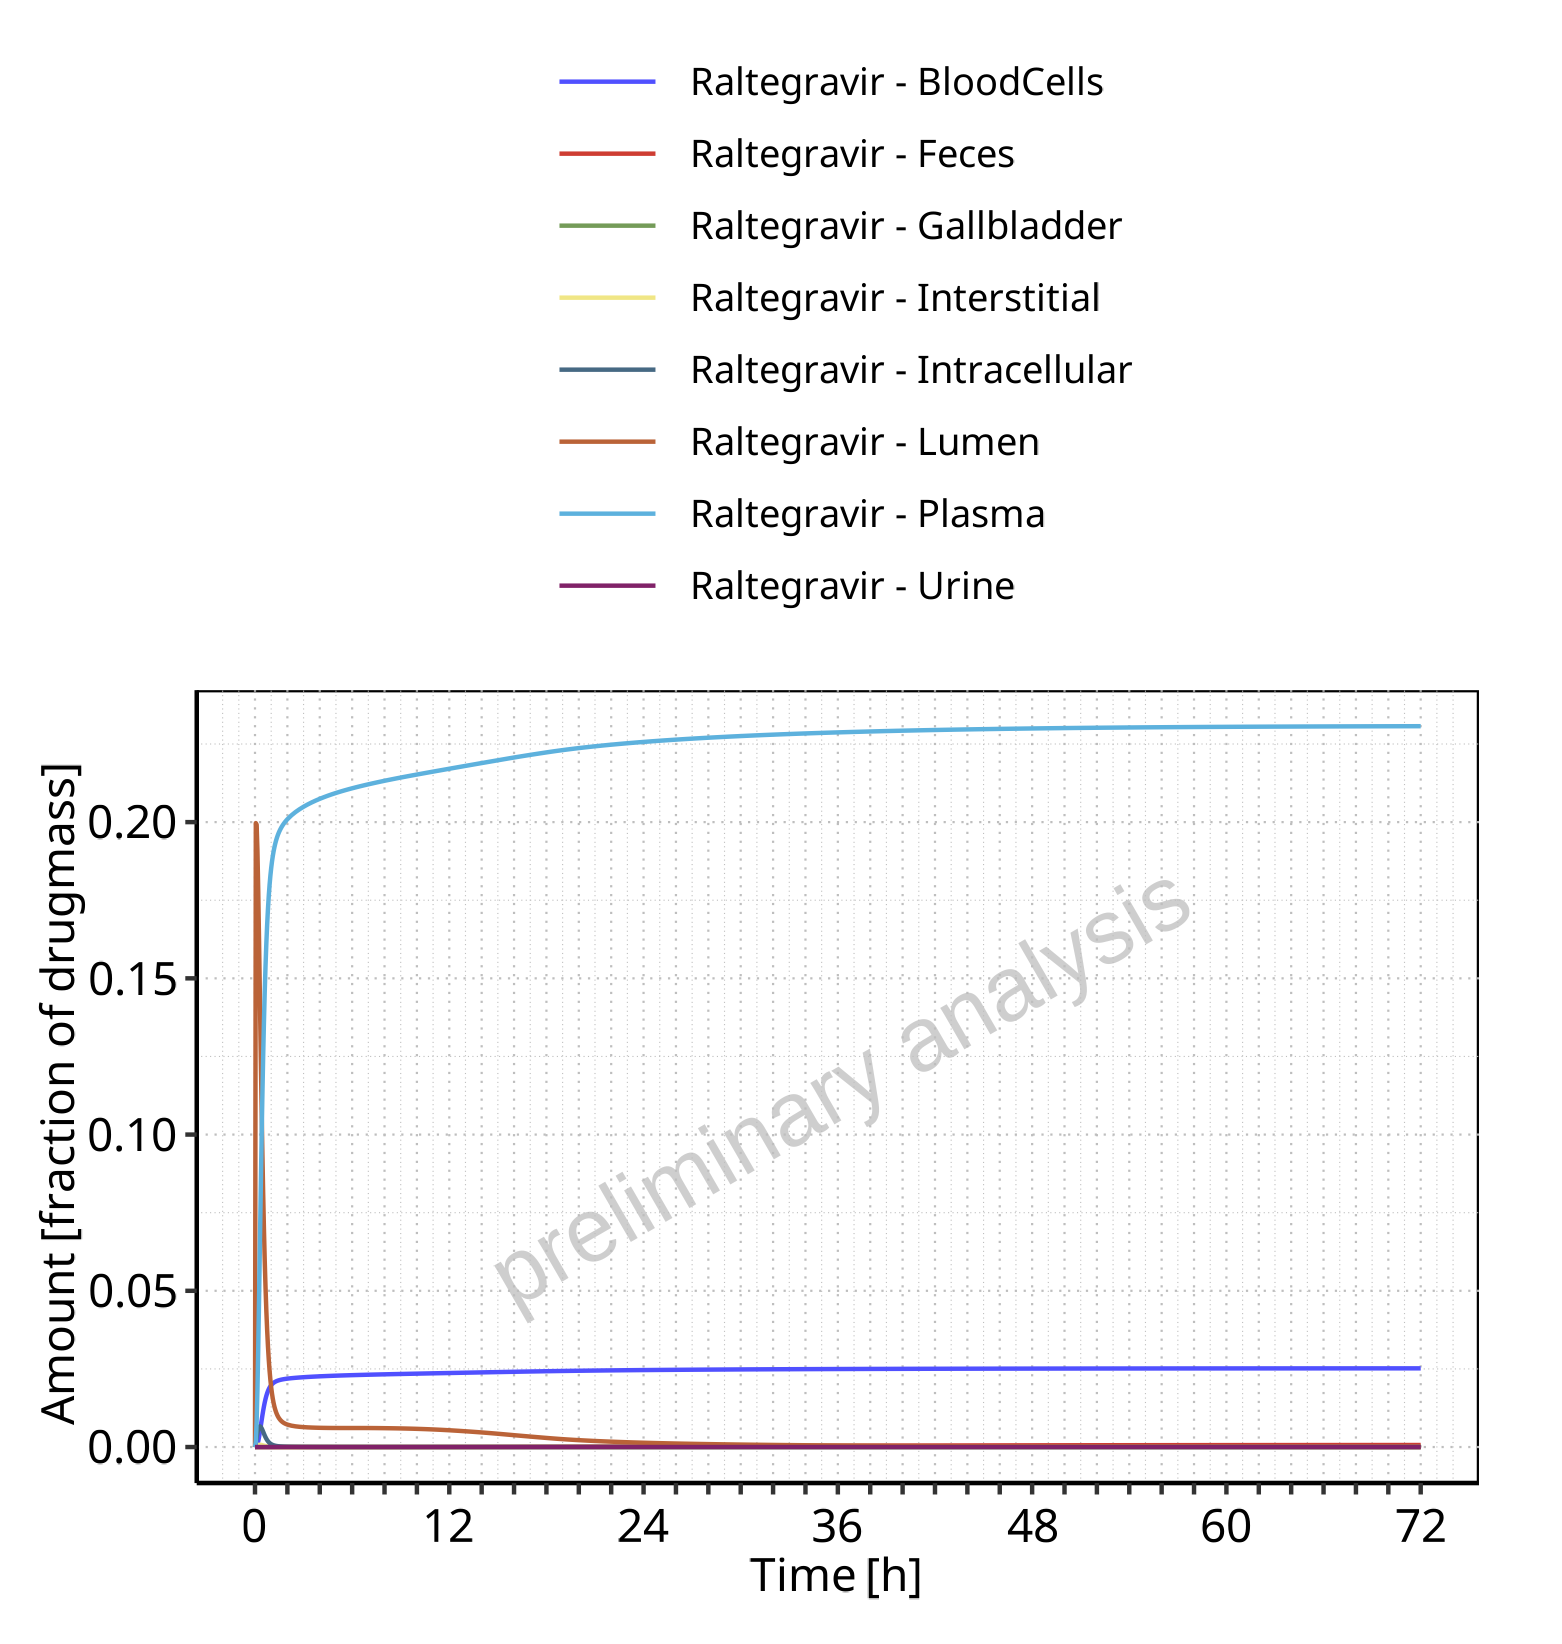 Raltegravir - BloodCells
Raltegravir - Feces
Raltegravir - Gallbladder
Raltegravir - Interstitial
Raltegravir - Intracellular
Raltegravir - Lumen
Raltegravir - Plasma
Raltegravir - Urine
Amount [fraction of drugmass]
0.20
0.15
0.10
0.05
0.00
preliminary analysis
0 12 24 36 48 60 72
Time [h]